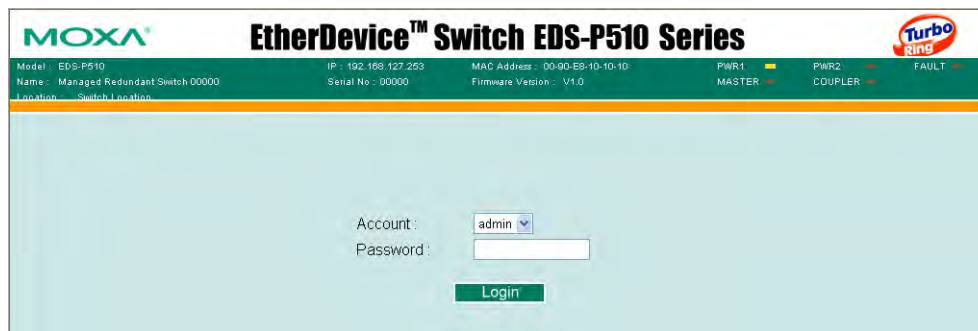 MOXA® EtherDevice™ Switch EDS-P510 Series Turbo Ring
Model : EDS-P510 IP : 192.168.127.253 MAC Address : 00-90-E8-10-10-10 PWR1 PWR2 FAULT
Name : Managed Redundant Switch 00000 Serial No : 00000 Firmware Version : V1.0 MASTER COUPLER
Location : Switch Location
Account :
admin
Password :
Login